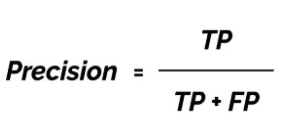 Precision = TP
TP + FP